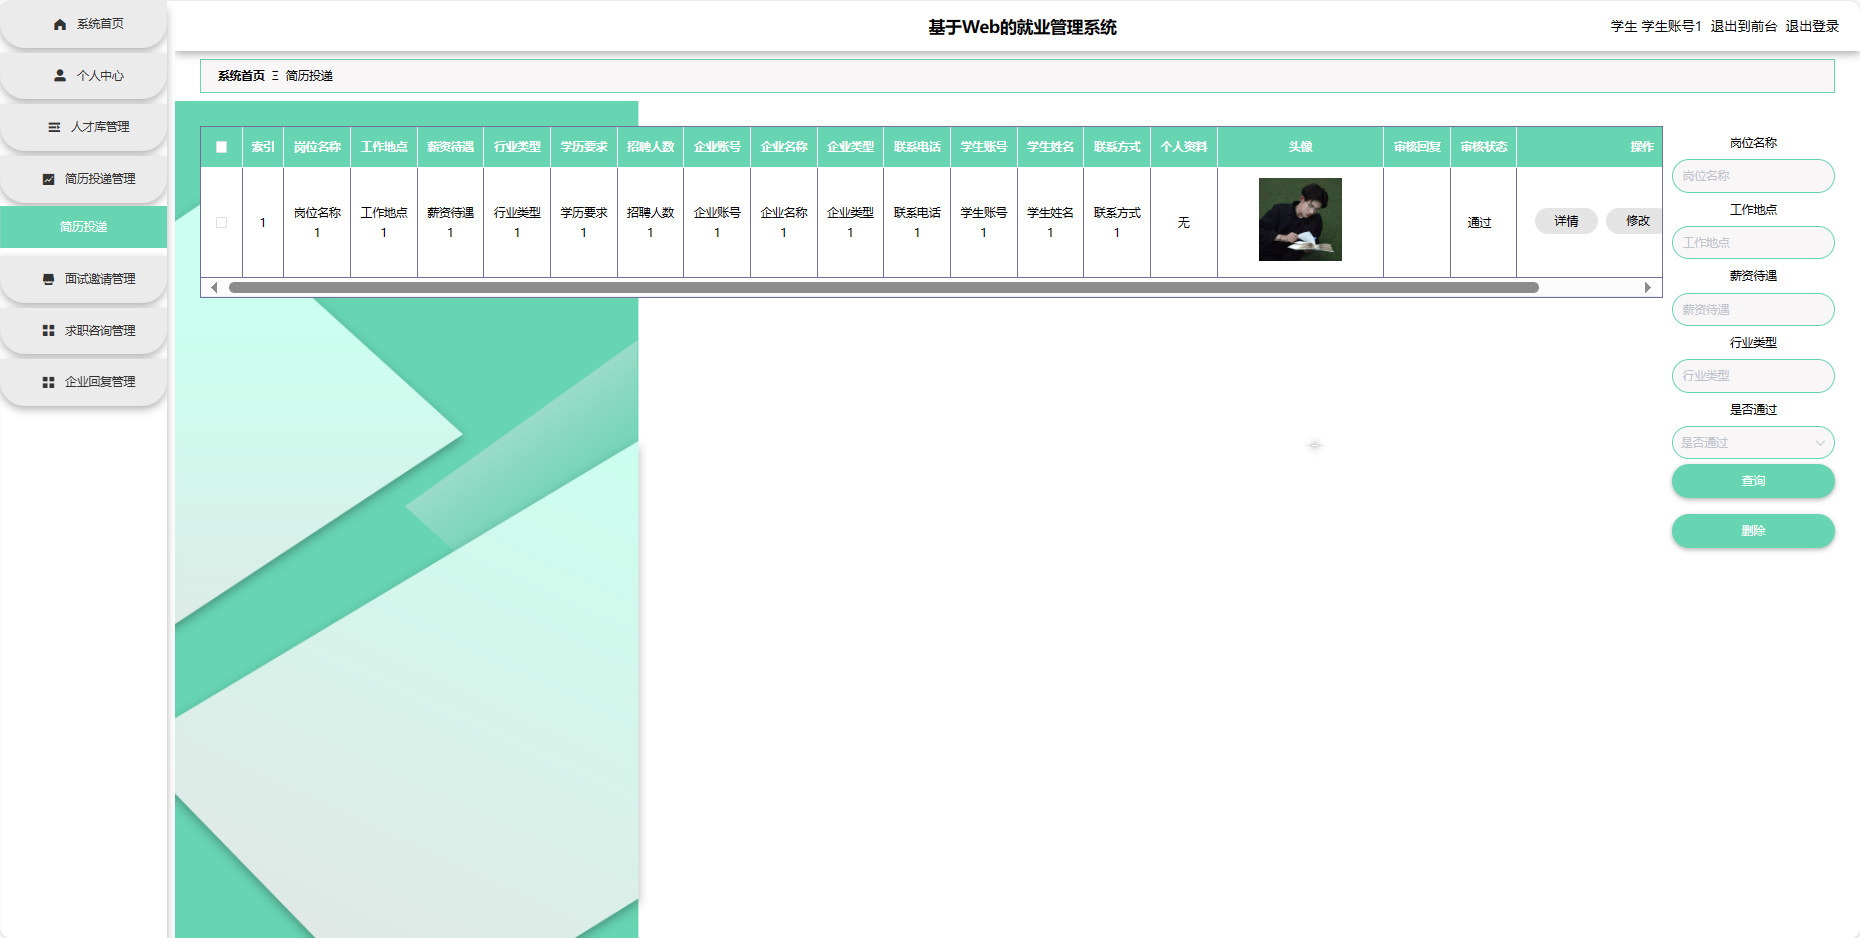 系统首页
个人中心
人才库管理
简历投递管理
简历投递
面试邀请管理
求职咨询管理
企业回复管理
基于Web的就业管理系统
学生 学生账号1 退出到前台 退出登录
系统首页 Ξ 简历投递
索引 岗位名称 工作地点 薪资待遇 行业类型 学历要求 招聘人数 企业账号 企业名称 企业类型 联系电话 学生账号 学生姓名 联系方式 个人资料 头像 审核回复 审核状态 操作
1 岗位名称1 工作地点1 薪资待遇1 行业类型1 学历要求1 招聘人数1 企业账号1 企业名称1 企业类型1 联系电话1 学生账号1 学生姓名1 联系方式1 无 通过 详情 修改
岗位名称
岗位名称
工作地点
工作地点
薪资待遇
薪资待遇
行业类型
行业类型
是否通过
是否通过
查询
删除